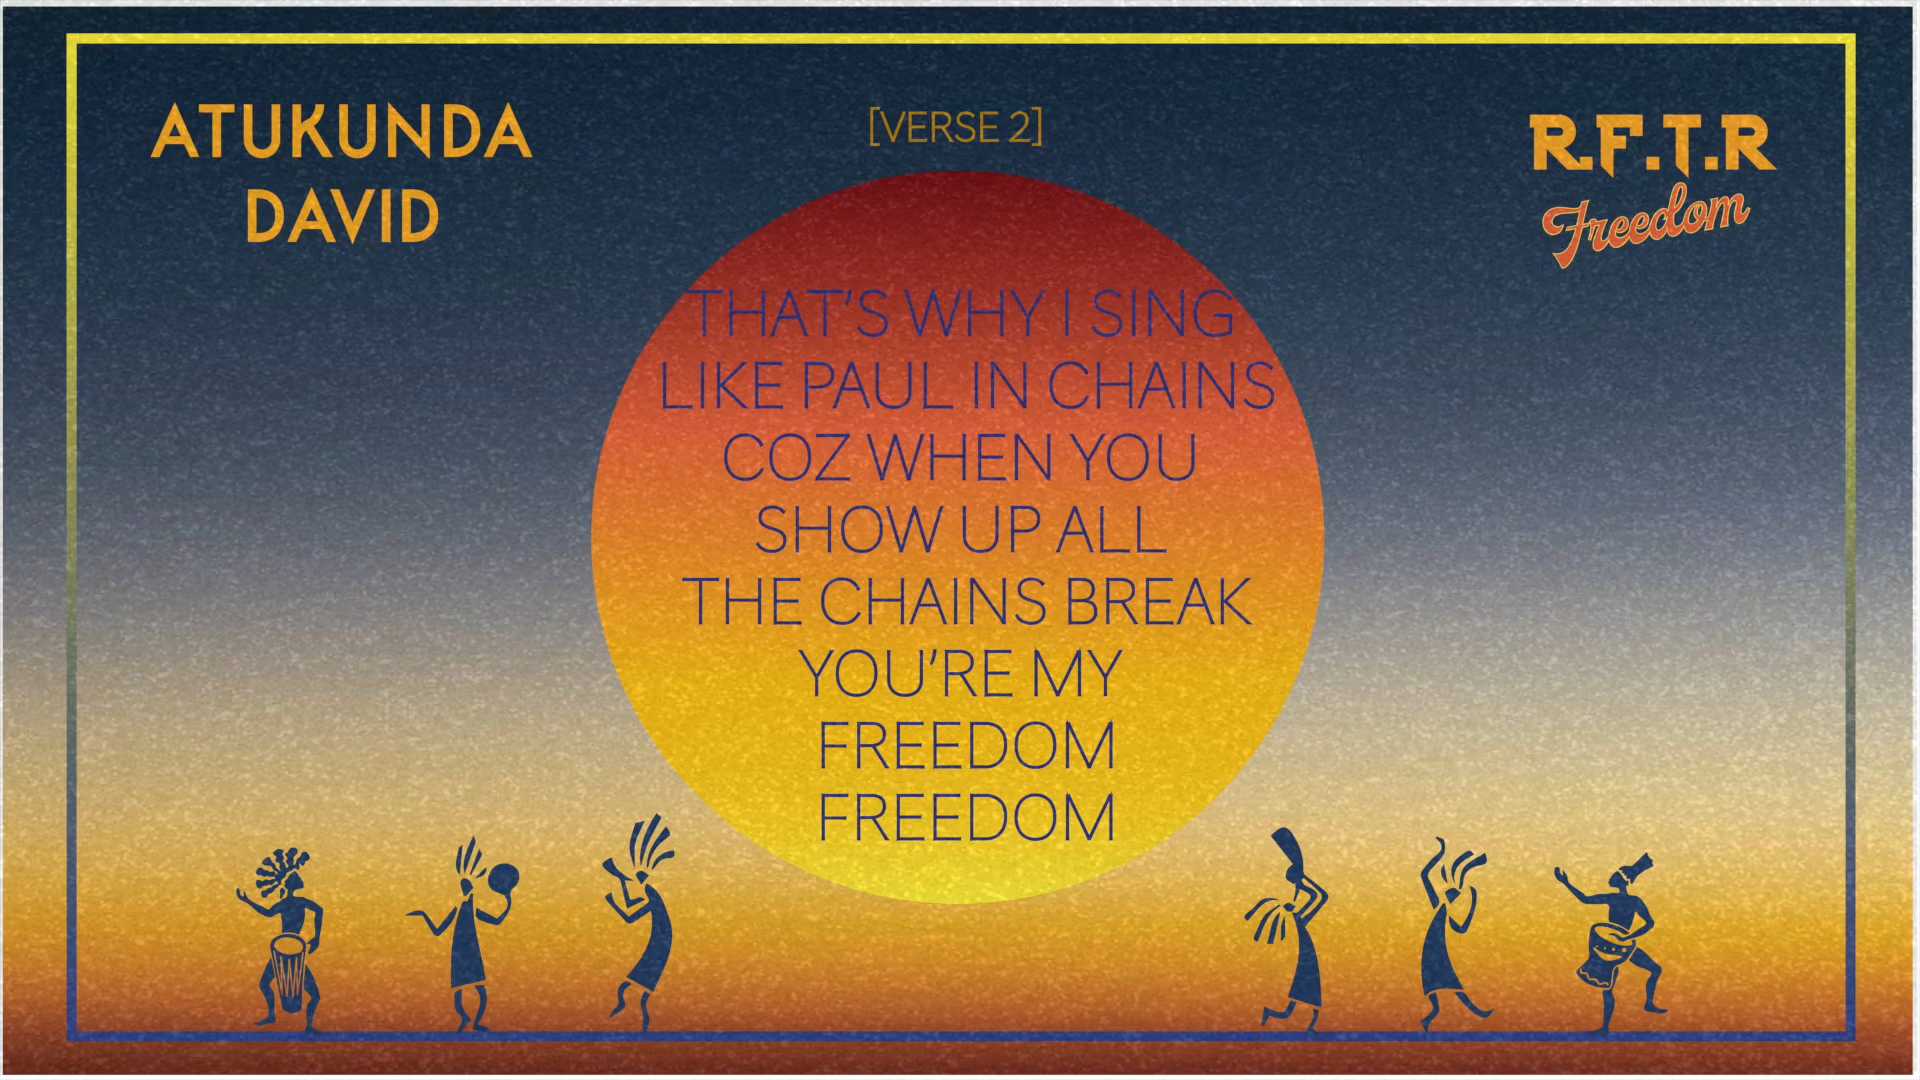 ATUKUNDA
DAVID
[VERSE 2]
R.F.T.R
Freedom
THAT'S WHY I SING
LIKE PAUL IN CHAINS
COZ WHEN YOU
SHOW UP ALL
THE CHAINS BREAK
YOU'RE MY
FREEDOM
FREEDOM